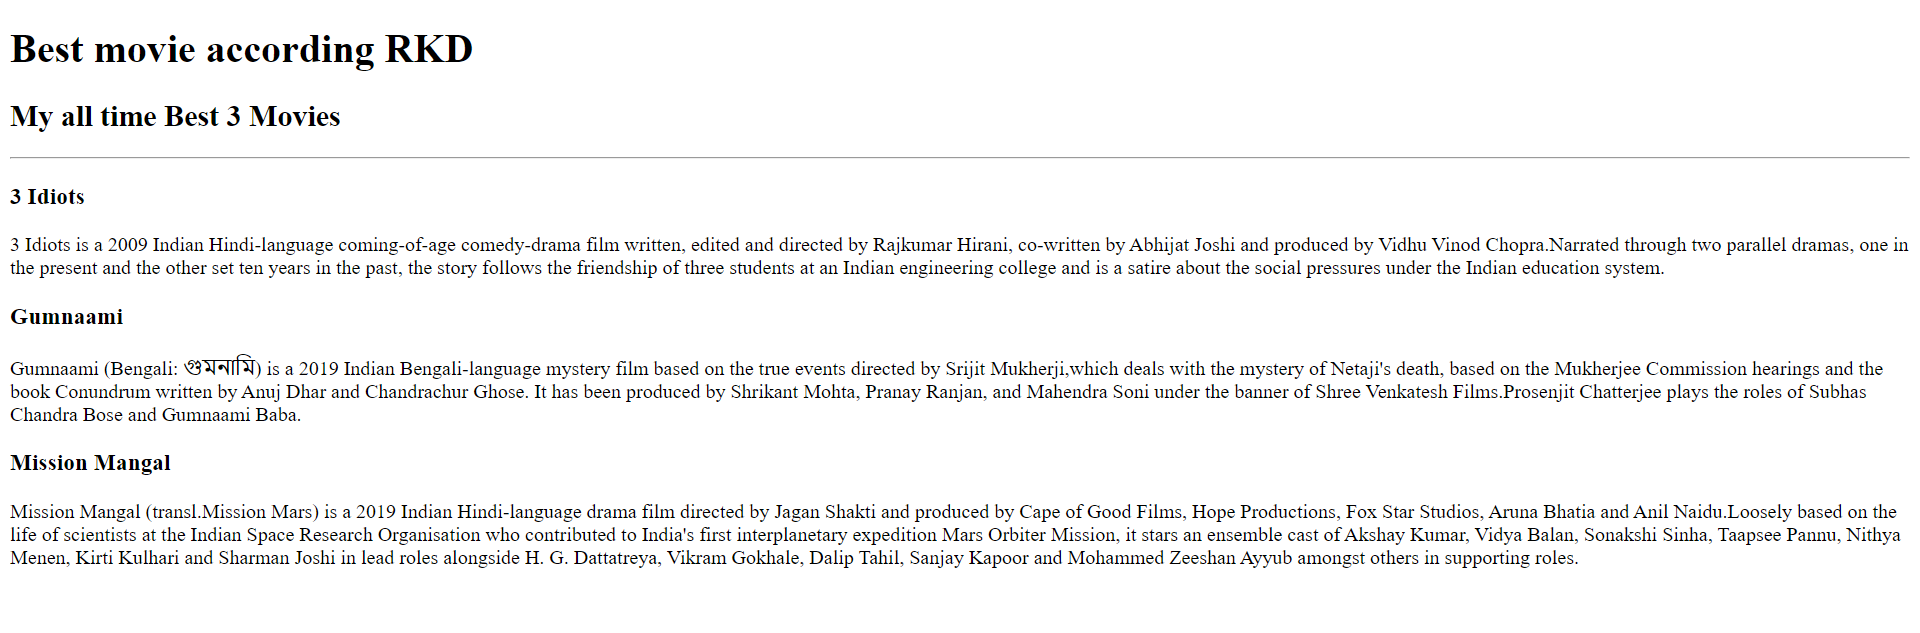 Best movie according RKD
My all time Best 3 Movies
3 Idiots
3 Idiots is a 2009 Indian Hindi-language coming-of-age comedy-drama film written, edited and directed by Rajkumar Hirani, co-written by Abhijat Joshi and produced by Vidhu Vinod Chopra.Narrated through two parallel dramas, one in
the present and the other set ten years in the past, the story follows the friendship of three students at an Indian engineering college and is a satire about the social pressures under the Indian education system.
Gumnaami
Gumnaami (Bengali: গুমনামি) is a 2019 Indian Bengali-language mystery film based on the true events directed by Srijit Mukherji,which deals with the mystery of Netaji's death, based on the Mukherjee Commission hearings and the
book Conundrum written by Anuj Dhar and Chandrachur Ghose. It has been produced by Shrikant Mohta, Pranay Ranjan, and Mahendra Soni under the banner of Shree Venkatesh Films.Prosenjit Chatterjee plays the roles of Subhas
Chandra Bose and Gumnaami Baba.
Mission Mangal
Mission Mangal (transl.Mission Mars) is a 2019 Indian Hindi-language drama film directed by Jagan Shakti and produced by Cape of Good Films, Hope Productions, Fox Star Studios, Aruna Bhatia and Anil Naidu.Loosely based on the
life of scientists at the Indian Space Research Organisation who contributed to India's first interplanetary expedition Mars Orbiter Mission, it stars an ensemble cast of Akshay Kumar, Vidya Balan, Sonakshi Sinha, Taapsee Pannu, Nithya
Menen, Kirti Kulhari and Sharman Joshi in lead roles alongside H. G. Dattatreya, Vikram Gokhale, Dalip Tahil, Sanjay Kapoor and Mohammed Zeeshan Ayyub amongst others in supporting roles.